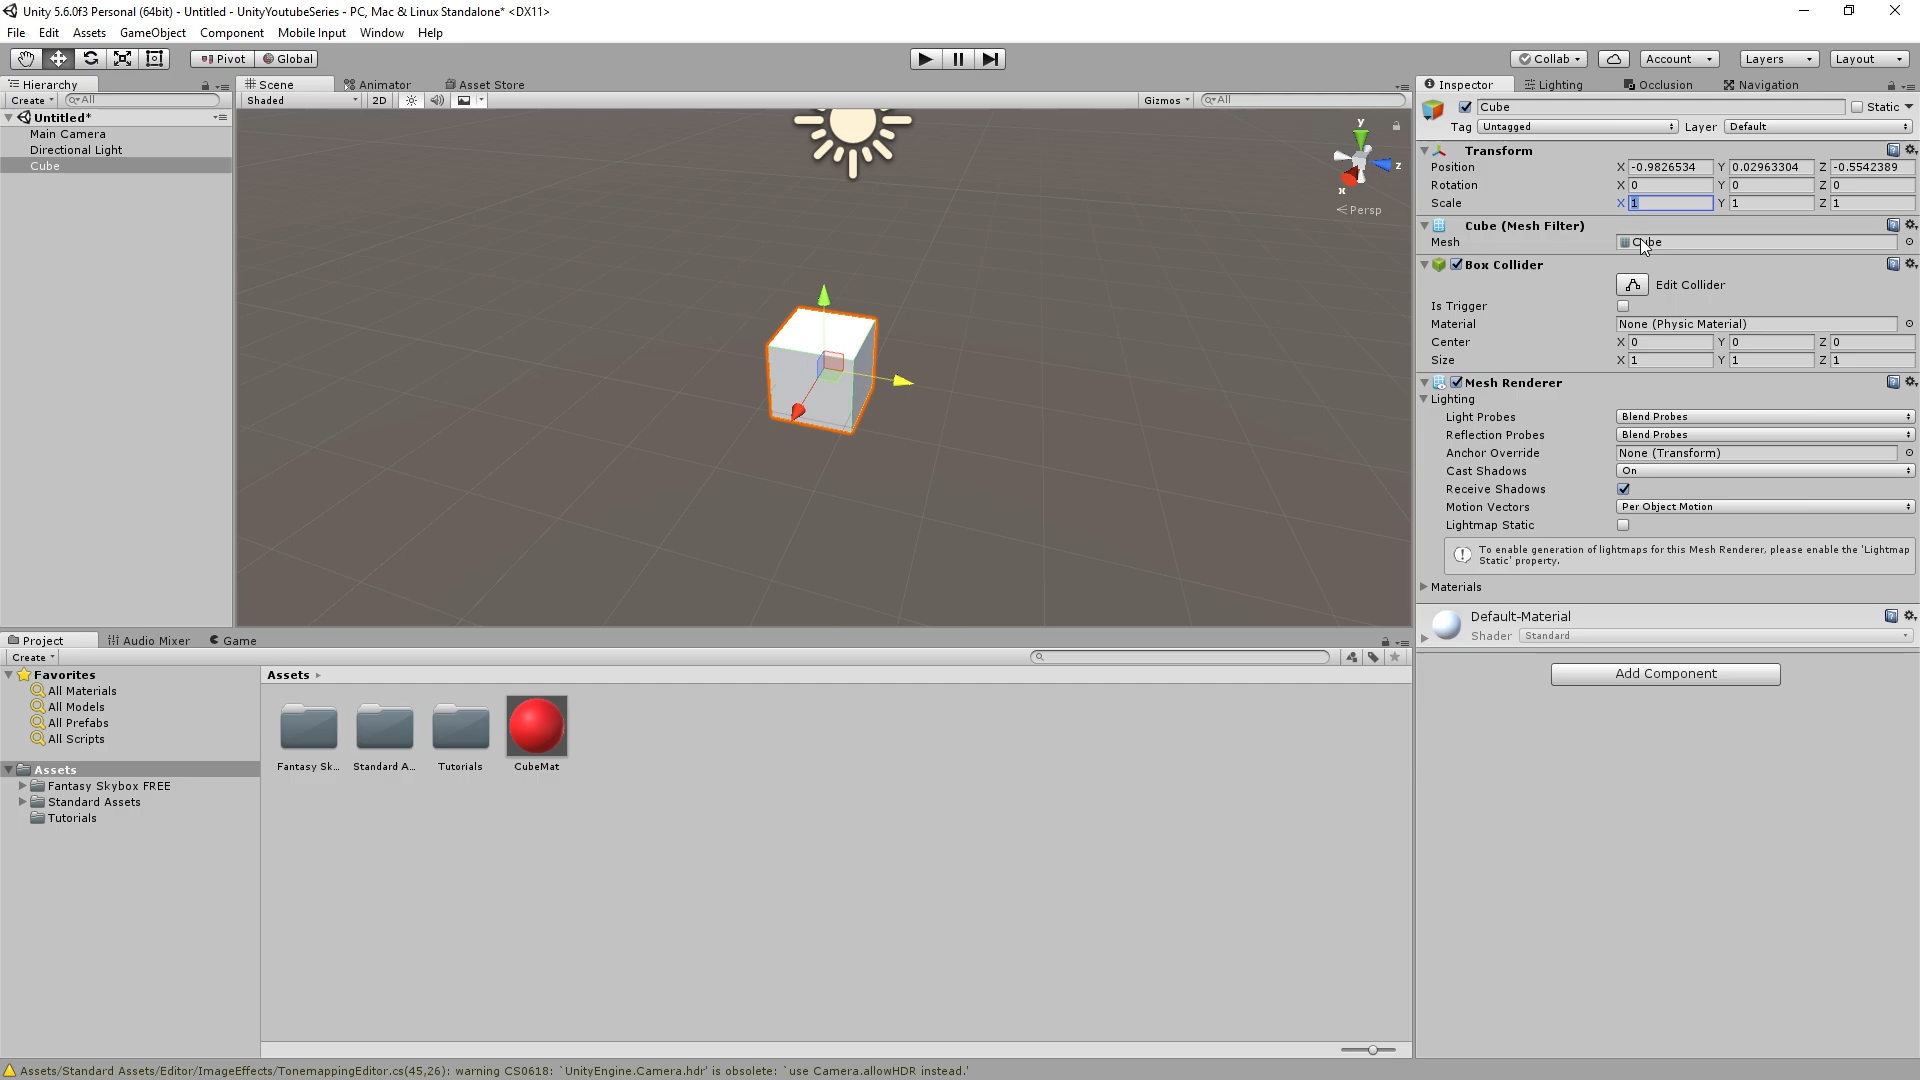 Unity 5.6.0f3 Personal (64bit) - Untitled - UnityYoutubeSeries - PC, Mac & Linux Standalone* <DX11>
File Edit Assets GameObject Component Mobile Input Window Help
Pivot Global Collab Account Layers Layout
Hierarchy
Create All
Untitled*
Main Camera
Directional Light
Cube
Scene Animator Asset Store
Shaded 2D Gizmos All
y
z
x
Persp
Inspector Lighting Occlusion Navigation
Cube Static
Tag Untagged Layer Default
Transform
Position X -0.9826534 Y 0.02963304 Z -0.5542389
Rotation X 0 Y 0 Z 0
Scale X 1 Y 1 Z 1
Cube (Mesh Filter)
Mesh Cube
Box Collider
Edit Collider
Is Trigger
Material None (Physic Material)
Center X 0 Y 0 Z 0
Size X 1 Y 1 Z 1
Mesh Renderer
Lighting
Light Probes Blend Probes
Reflection Probes Blend Probes
Anchor Override None (Transform)
Cast Shadows On
Receive Shadows
Motion Vectors Per Object Motion
Lightmap Static
To enable generation of lightmaps for this Mesh Renderer, please enable the 'Lightmap
Static' property.
Materials
Default-Material
Shader Standard
Add Component
Project Audio Mixer Game
Create
Favorites
All Materials
All Models
All Prefabs
All Scripts
Assets
Fantasy Skybox FREE
Standard Assets
Tutorials
Assets
Fantasy Sk... Standard A... Tutorials CubeMat
Assets/Standard Assets/Editor/ImageEffects/TonemappingEditor.cs(45,26): warning CS0618: `UnityEngine.Camera.hdr' is obsolete: `use Camera.allowHDR instead.'